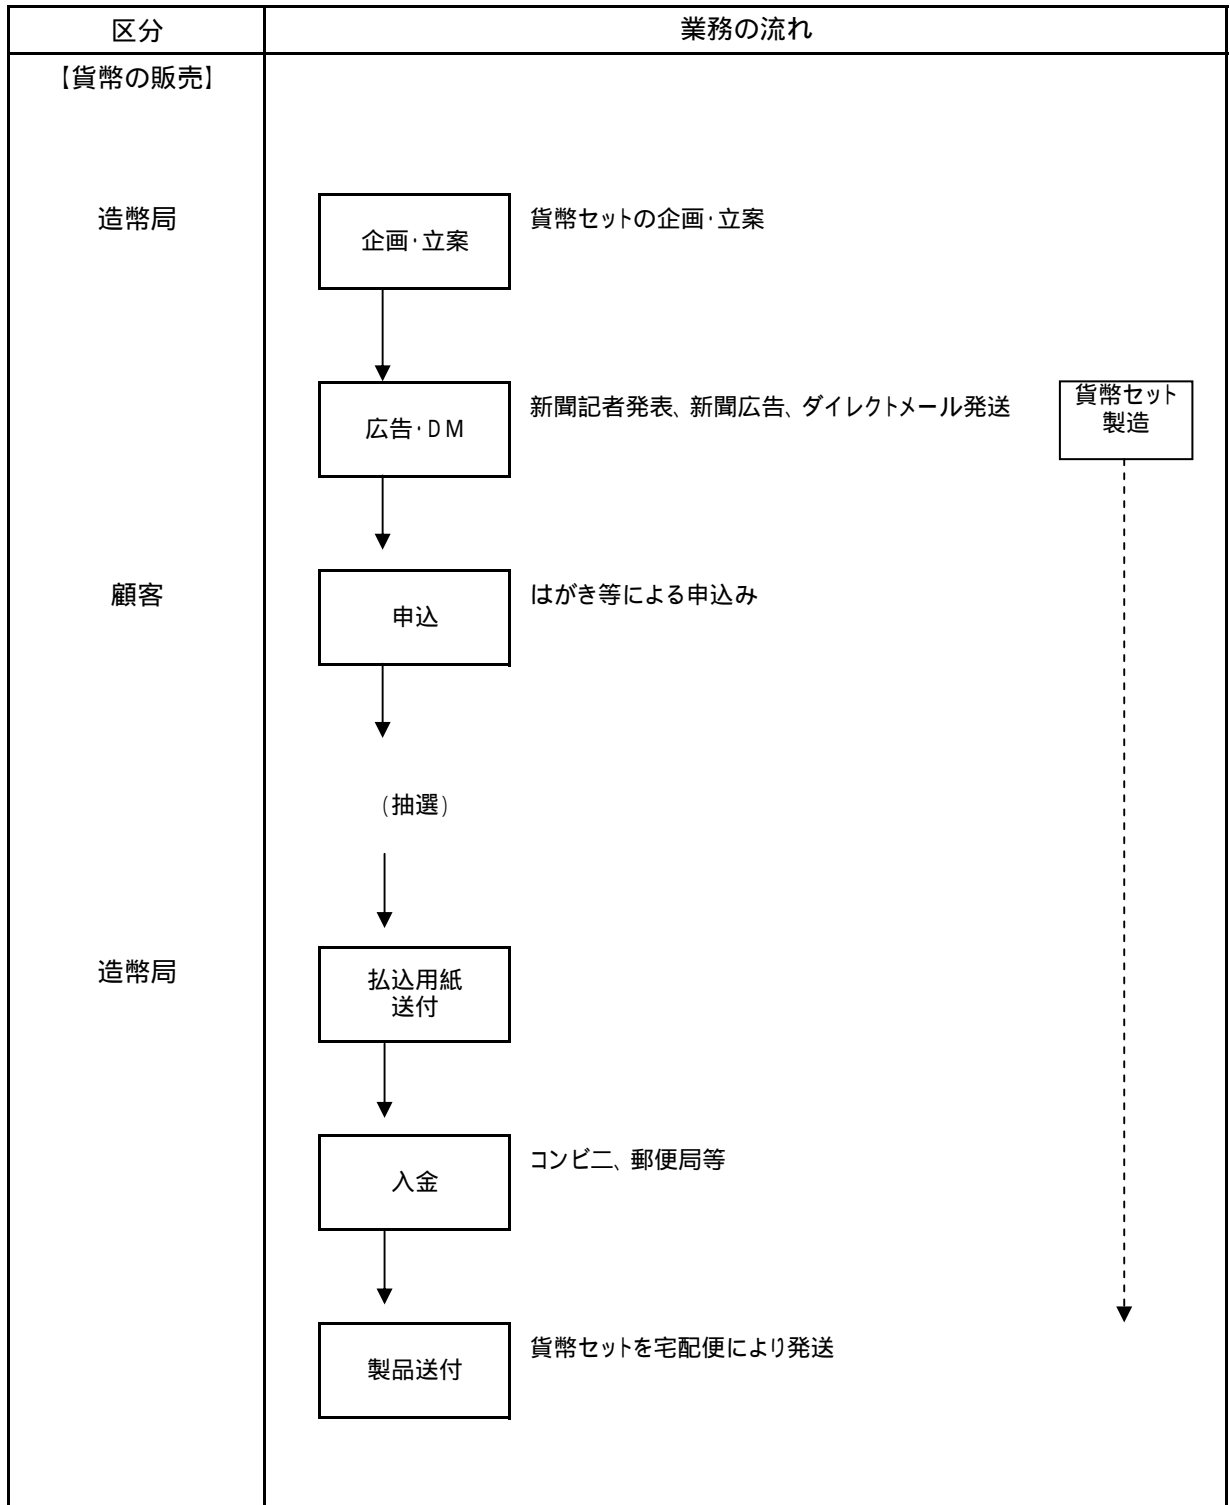 区分
業務の流れ
【貨幣の販売】
造幣局
企画・立案
貨幣セットの企画・立案
広告・DM
新聞記者発表、新聞広告、ダイレクトメール発送
貨幣セット
製造
顧客
申込
はがき等による申込み
(抽選)
造幣局
払込用紙
送付
入金
コンビニ、郵便局等
製品送付
貨幣セットを宅配便により発送